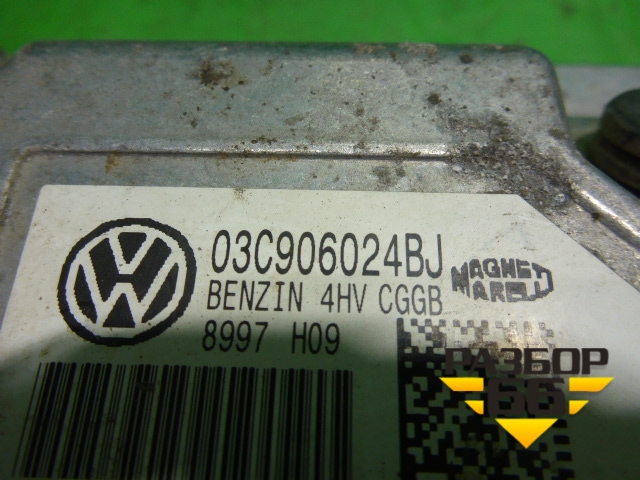 03C906024BJ
BENZIN 4HV CGGB
MAGNETI
MARELLI
8997 H09
РАЗБОР
66